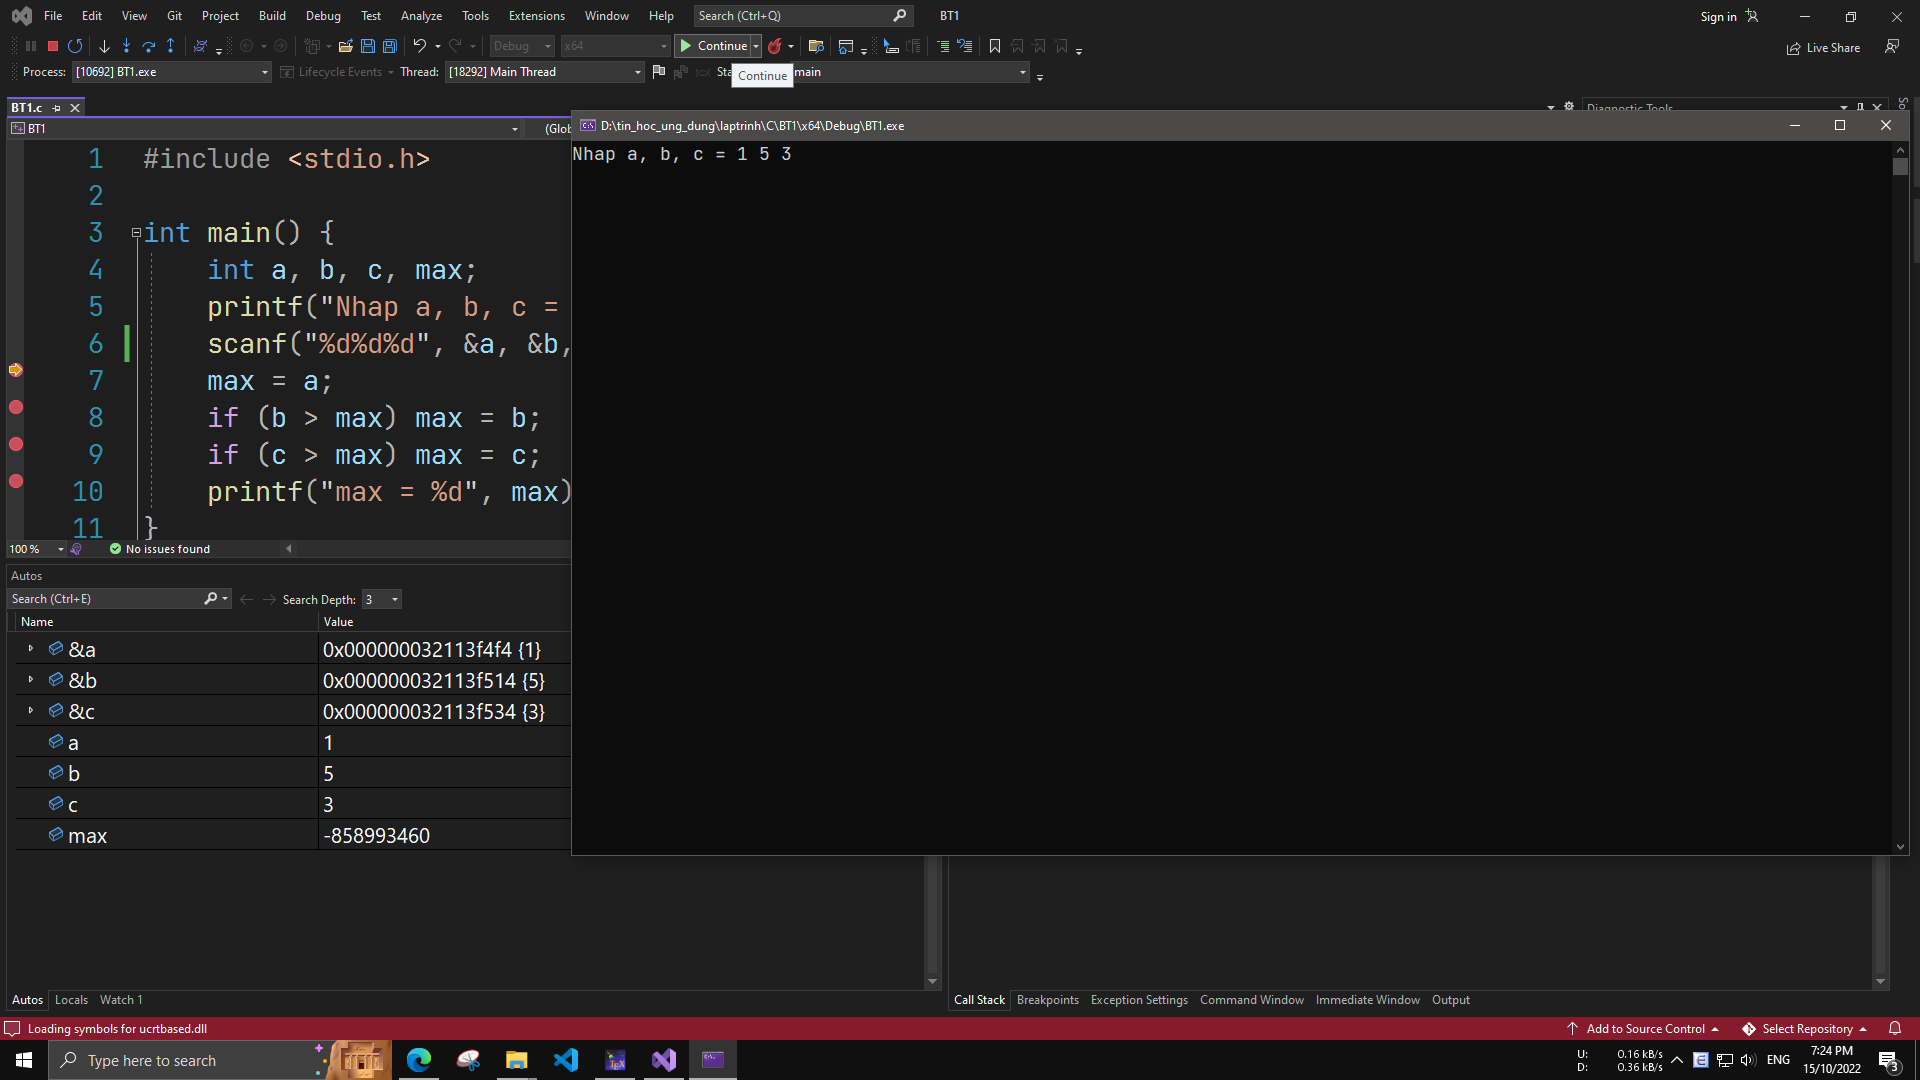 File Edit View Git Project Build Debug Test Analyze Tools Extensions Window Help Search (Ctrl+Q) BT1 Sign in
Debug x64 Continue Live Share
Process: [10692] BT1.exe Lifecycle Events Thread: [18292] Main Thread Sta main
Continue
BT1.c Diagnostic Tools
BT1 (Glob
D:\tin_hoc_ung_dung\laptrinh\C\BT1\x64\Debug\BT1.exe
Nhap a, b, c = 1 5 3
1 #include <stdio.h>
2
3 int main() {
4 int a, b, c, max;
5 printf("Nhap a, b, c =
6 scanf("%d%d%d", &a, &b,
7 max = a;
8 if (b > max) max = b;
9 if (c > max) max = c;
10 printf("max = %d", max)
11 }
100 % No issues found
Autos
Search (Ctrl+E) Search Depth: 3
Name Value
&a 0x000000032113f4f4 {1}
&b 0x000000032113f514 {5}
&c 0x000000032113f534 {3}
a 1
b 5
c 3
max -858993460
Autos Locals Watch 1 Call Stack Breakpoints Exception Settings Command Window Immediate Window Output
Loading symbols for ucrtbased.dll Add to Source Control Select Repository
Type here to search
U: 0.16 kB/s
D: 0.36 kB/s
ENG
7:24 PM
15/10/2022
3